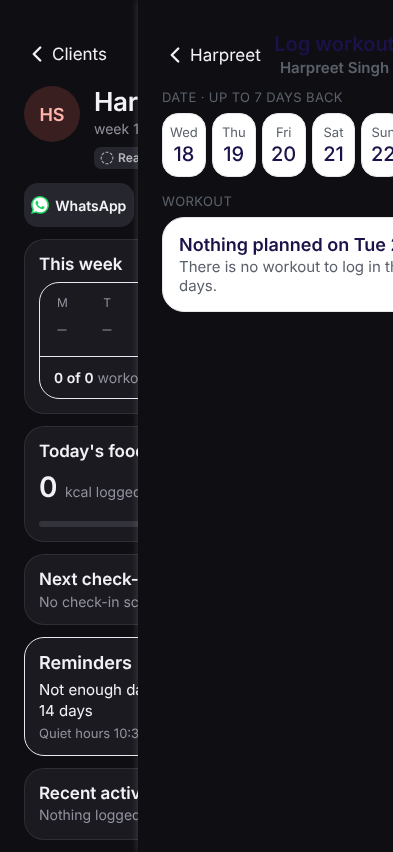 Clients
HS
Har
week 1
Rea
WhatsApp
This week
M T
– –
0 of 0 worko
Today's foo
0 kcal logged
Next check-
No check-in sc
Reminders
Not enough da
14 days
Quiet hours 10:3
Recent activ
Nothing logged
Harpreet
Log workout
Harpreet Singh
DATE · UP TO 7 DAYS BACK
Wed Thu Fri Sat Sun
18 19 20 21 22
WORKOUT
Nothing planned on Tue 2
There is no workout to log in th
days.